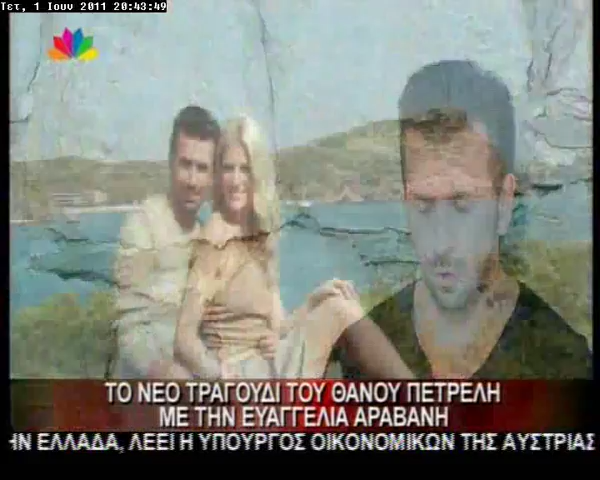 Τετ, 1 Ιουν 2011 20:43:49
ΤΟ ΝΕΟ ΤΡΑΓΟΥΔΙ ΤΟΥ ΘΑΝΟΥ ΠΕΤΡΕΛΗ
ΜΕ ΤΗΝ ΕΥΑΓΓΕΛΙΑ ΑΡΑΒΑΝΗ
ΗΝ ΕΛΛΑΔΑ, ΛΕΕΙ Η ΥΠΟΥΡΓΟΣ ΟΙΚΟΝΟΜΙΚΩΝ ΤΗΣ ΑΥΣΤΡΙΑΣ